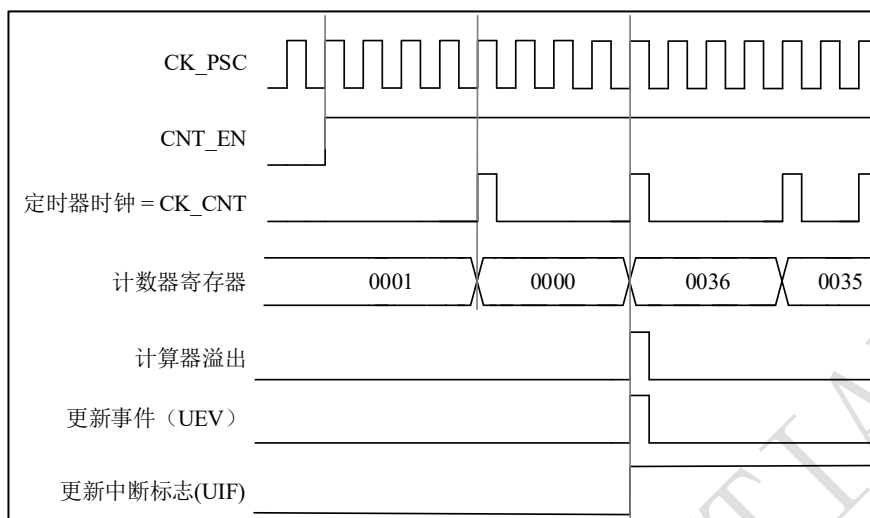 CK_PSC
CNT_EN
定时器时钟 = CK_CNT
计数器寄存器 0001 0000 0036 0035
计算器溢出
更新事件（UEV）
更新中断标志(UIF)